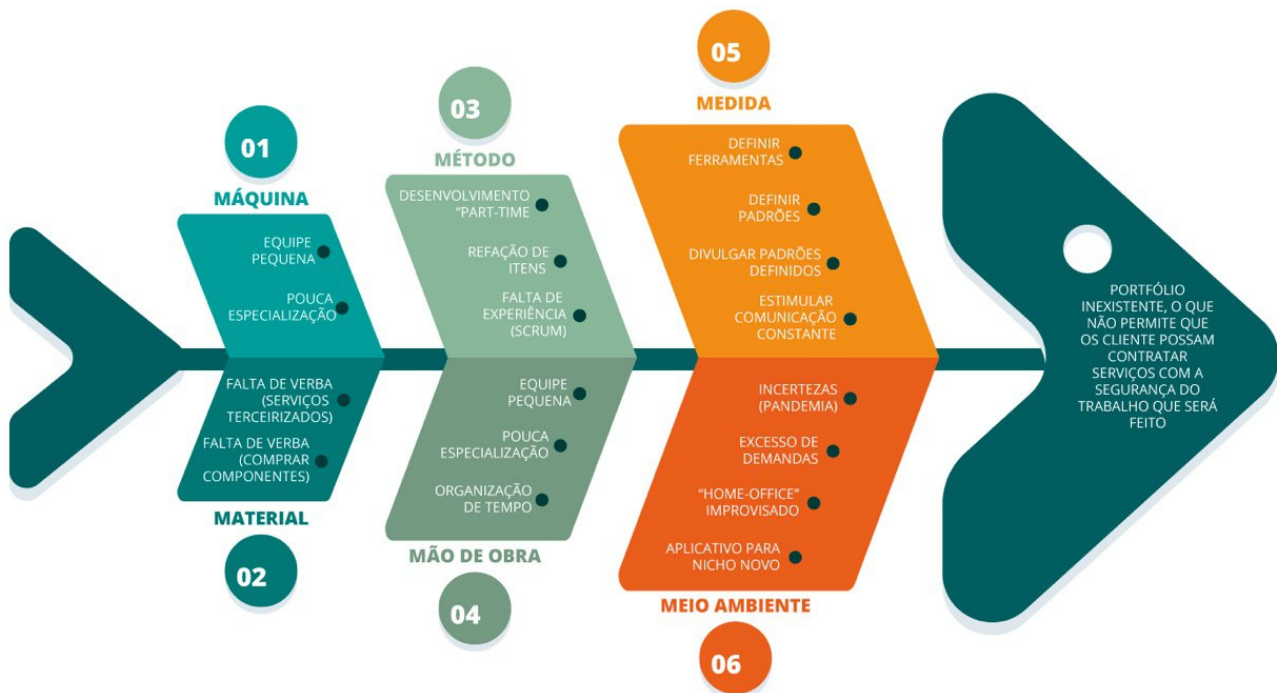 01
MÁQUINA
EQUIPE
PEQUENA
POUCA
ESPECIALIZAÇÃO
FALTA DE VERBA
(SERVIÇOS
TERCEIRIZADOS)
FALTA DE VERBA
(COMPRAR
COMPONENTES)
MATERIAL
02
03
MÉTODO
DESENVOLVIMENTO
"PART-TIME
REFAÇÃO DE
ITENS
FALTA DE
EXPERIÊNCIA
(SCRUM)
EQUIPE
PEQUENA
POUCA
ESPECIALIZAÇÃO
ORGANIZAÇÃO
DE TEMPO
MÃO DE OBRA
04
05
MEDIDA
DEFINIR
FERRAMENTAS
DEFINIR
PADRÕES
DIVULGAR PADRÕES
DEFINIDOS
ESTIMULAR
COMUNICAÇÃO
CONSTANTE
INCERTEZAS
(PANDEMIA)
EXCESSO DE
DEMANDAS
"HOME-OFFICE"
IMPROVISADO
APLICATIVO PARA
NICHO NOVO
MEIO AMBIENTE
06
PORTFÓLIO
INEXISTENTE, O QUE
NÃO PERMITE QUE
OS CLIENTE POSSAM
CONTRATAR
SERVIÇOS COM A
SEGURANÇA DO
TRABALHO QUE SERÁ
FEITO